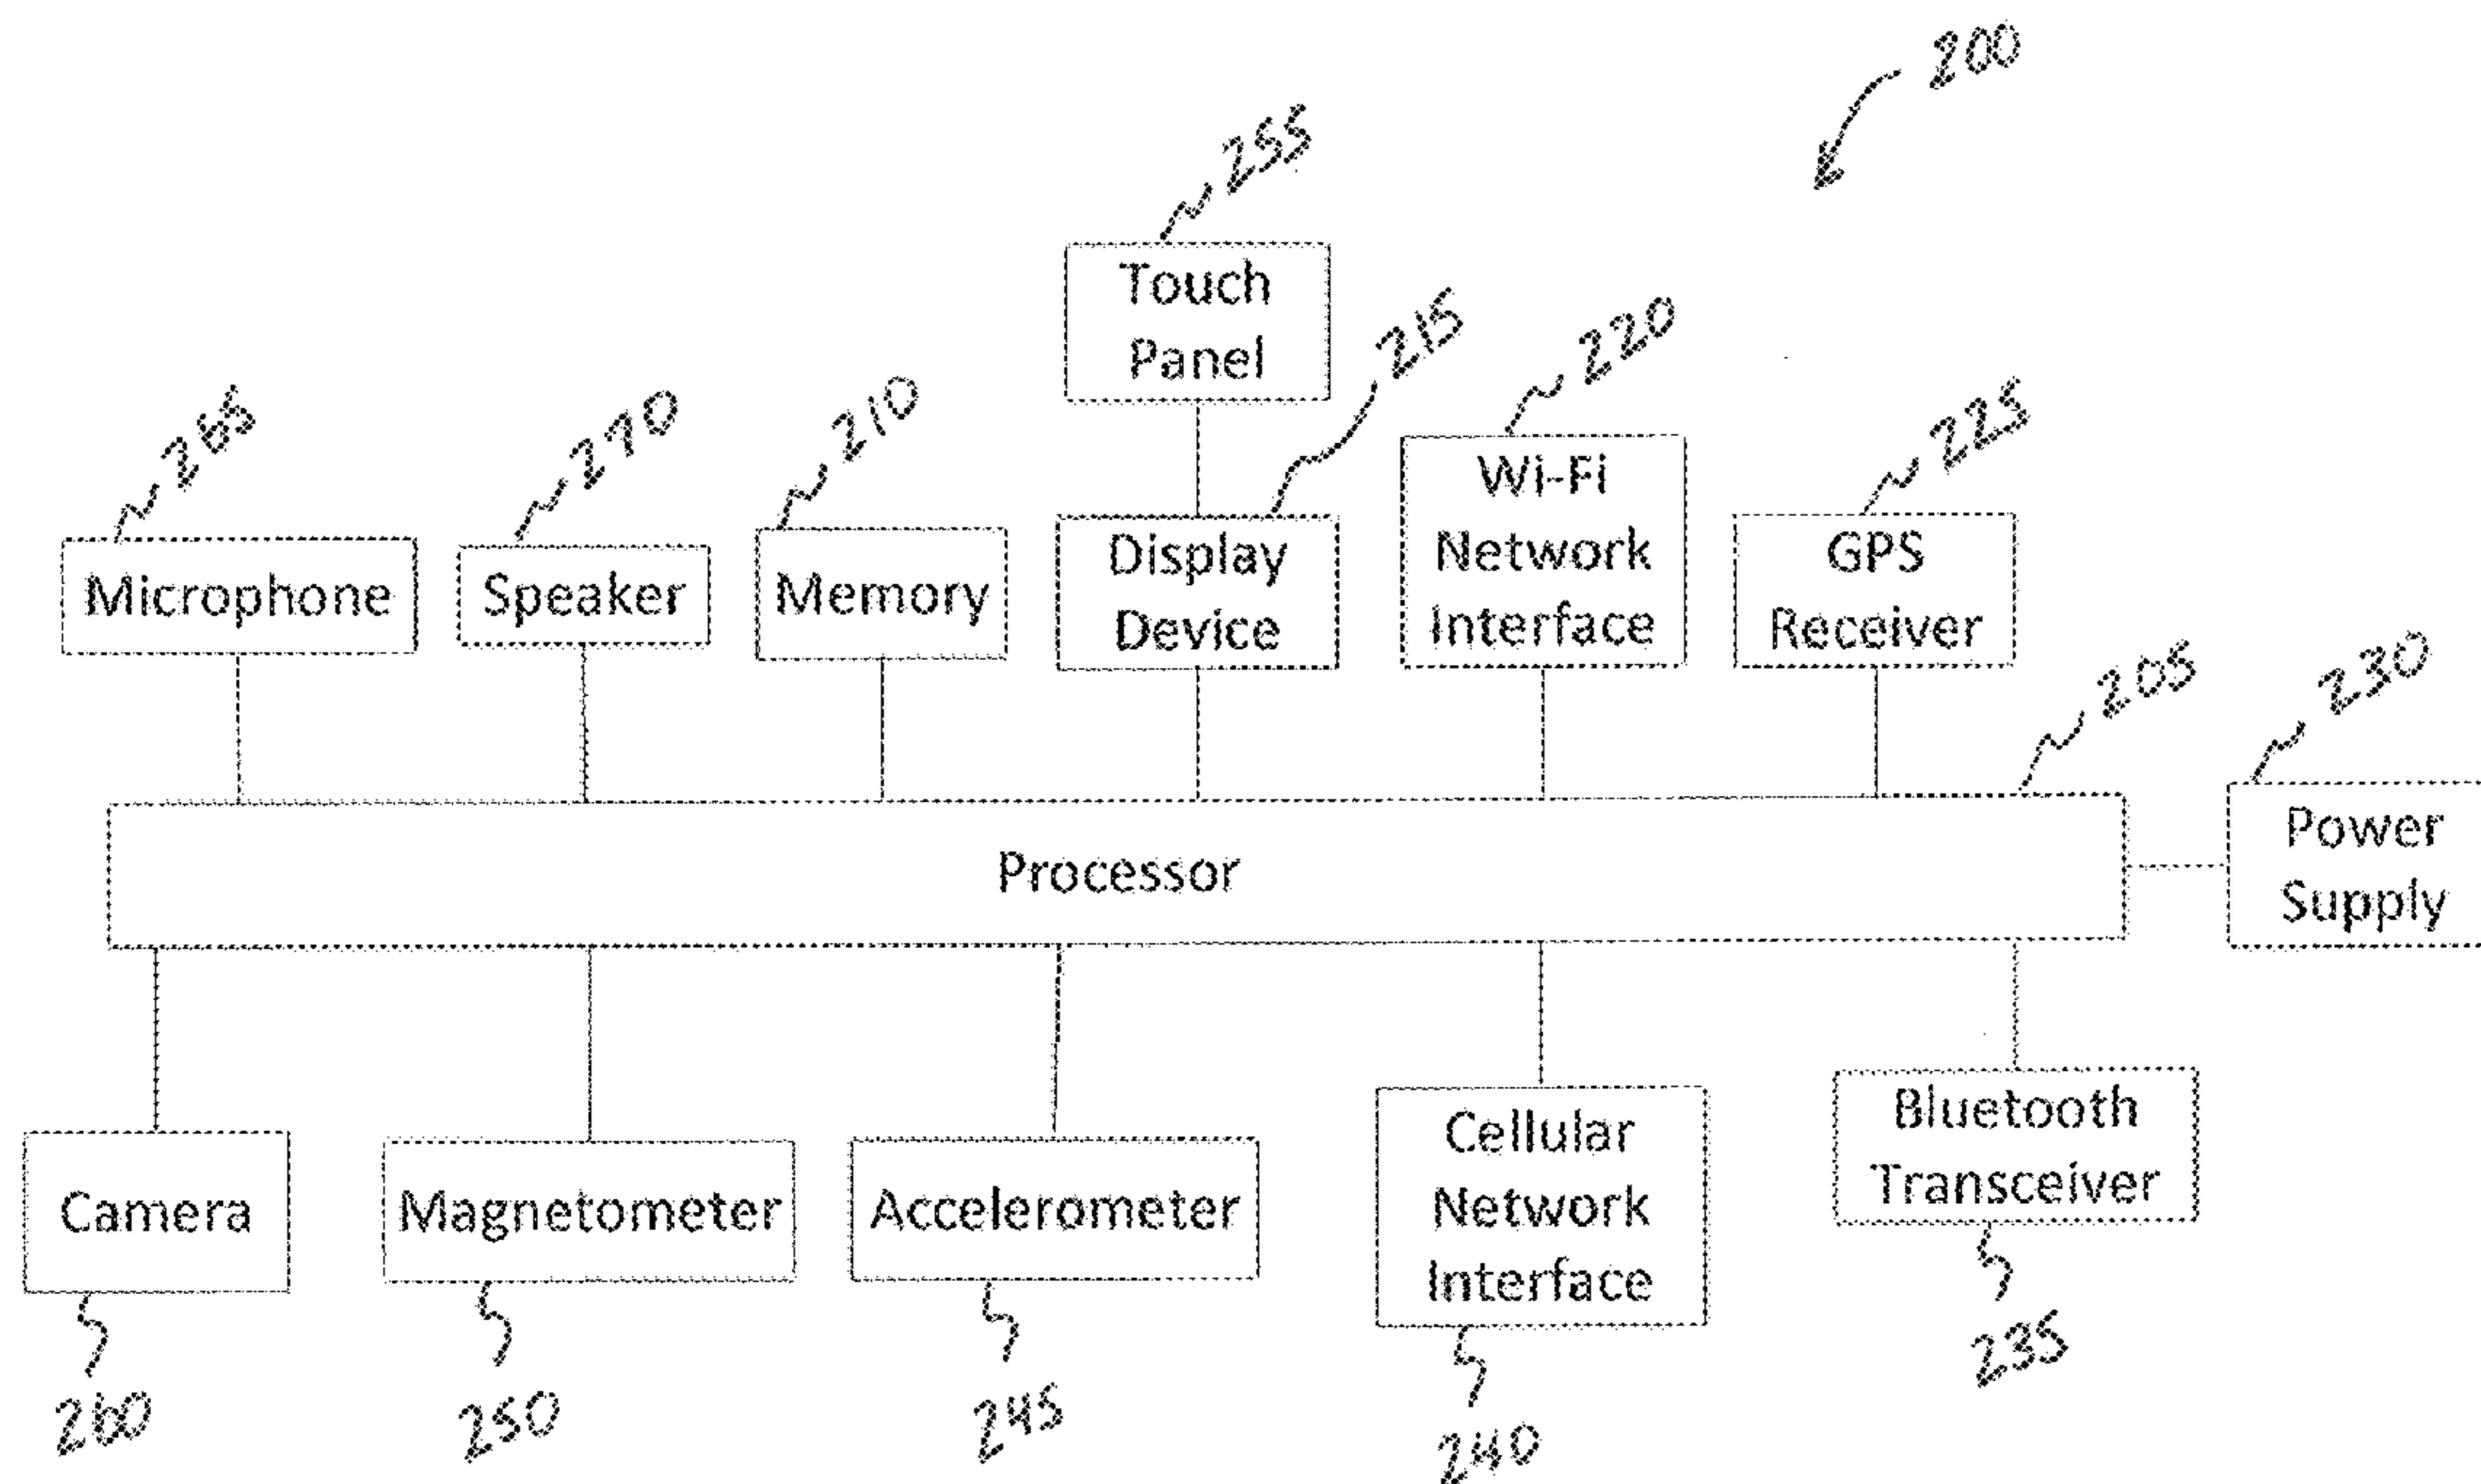 200
255
Touch
Panel
215
220
225
265
270
210
Wi-Fi
Network
Interface
Display
Device
GPS
Receiver
Microphone
Speaker
Memory
205
230
Processor
Power
Supply
Camera
Magnetometer
Accelerometer
Cellular
Network
Interface
Bluetooth
Transceiver
260
250
245
240
235